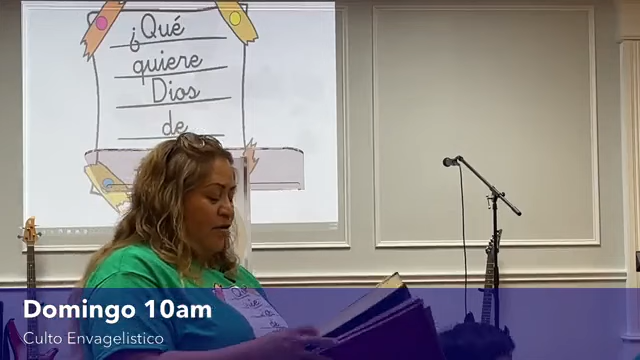 ¿Qué
quiere
Dios
de
Domingo 10am
Culto Envagelistico